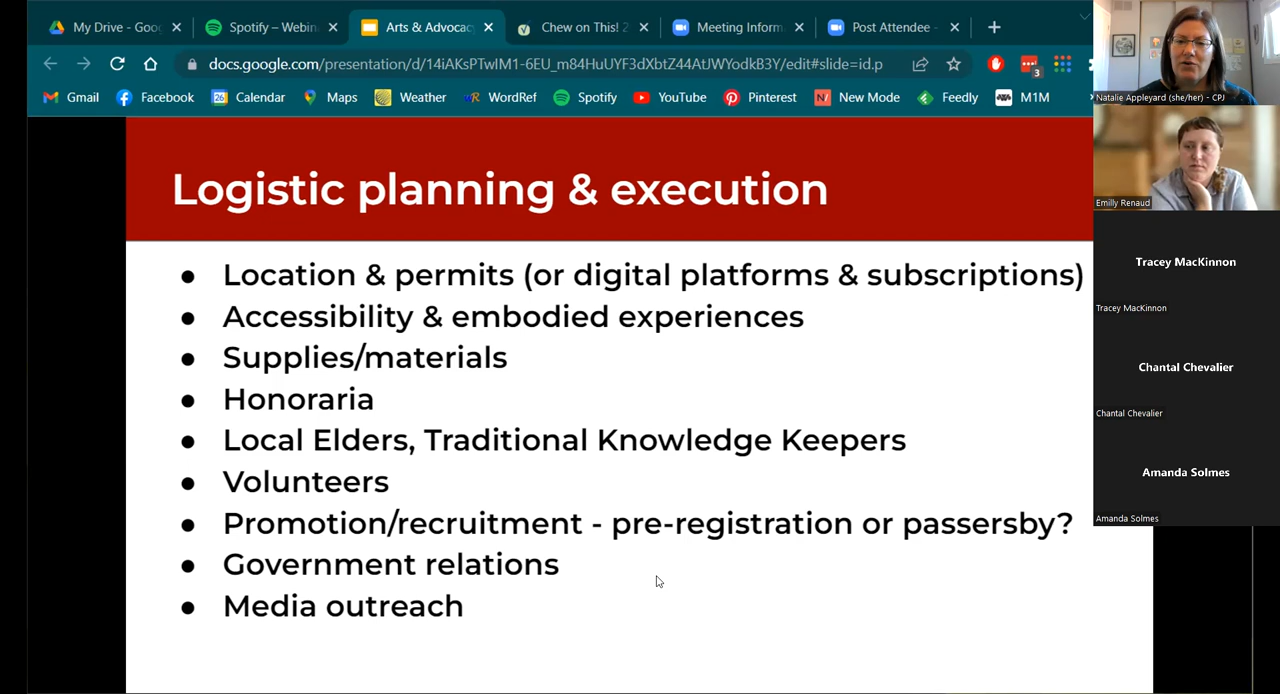 My Drive - Goo
Spotify – Webin
Arts & Advocac
Chew on This! 2
Meeting Inform
Post Attendee -
docs.google.com/presentation/d/14iAKsPTwIM1-6EU_m84HuUYF3dXbtZ44AtJWYodkB3Y/edit#slide=id.p
3
Gmail
Facebook
26
Calendar
Maps
Weather
WordRef
Spotify
YouTube
Pinterest
N
New Mode
Feedly
M1M
Logistic planning & execution
● Location & permits (or digital platforms & subscriptions)
● Accessibility & embodied experiences
● Supplies/materials
● Honoraria
● Local Elders, Traditional Knowledge Keepers
● Volunteers
● Promotion/recruitment - pre-registration or passersby?
● Government relations
● Media outreach
Natalie Appleyard (she/her) - CPJ
Emilly Renaud
Tracey MacKinnon
Tracey MacKinnon
Chantal Chevalier
Chantal Chevalier
Amanda Solmes
Amanda Solmes